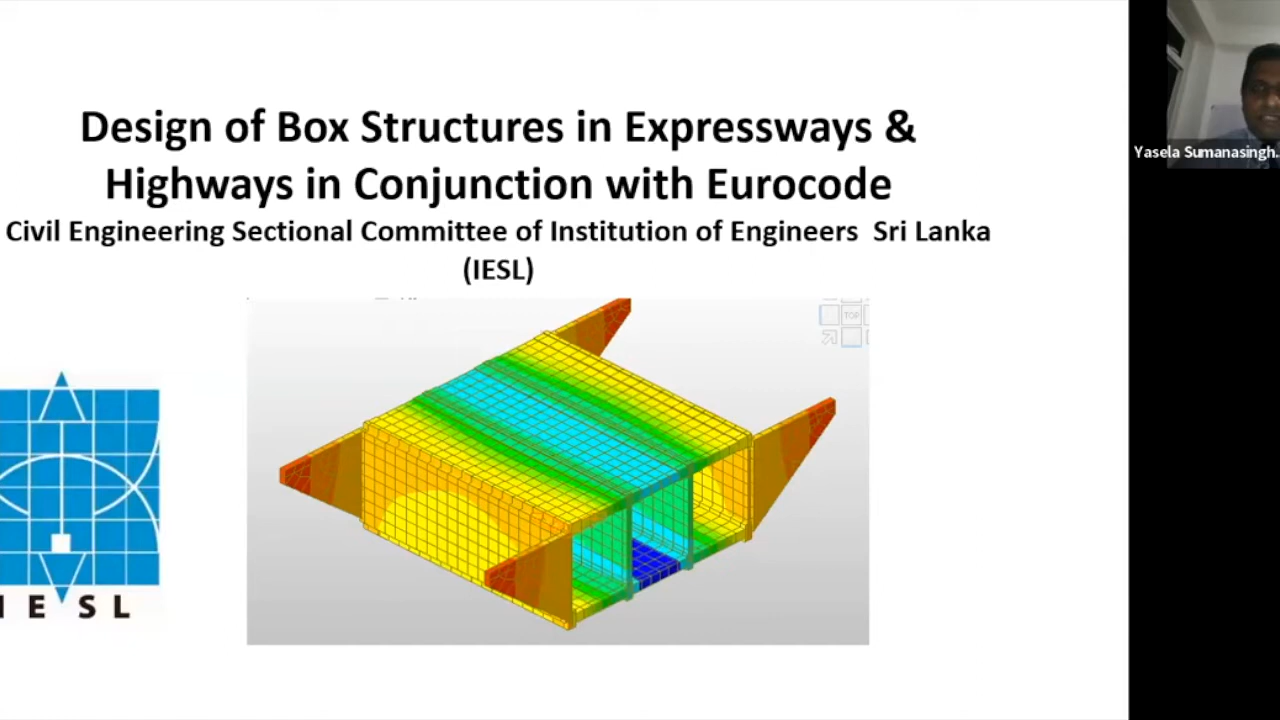 Design of Box Structures in Expressways &
Highways in Conjunction with Eurocode
Civil Engineering Sectional Committee of Institution of Engineers Sri Lanka
(IESL)
TOP
Yasela Sumanasingh...
I E S L